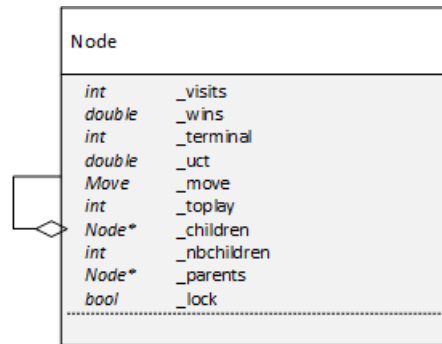 Node
int _visits
double _wins
int _terminal
double _uct
Move _move
int _toplay
Node* _children
int _nbchildren
Node* _parents
bool _lock